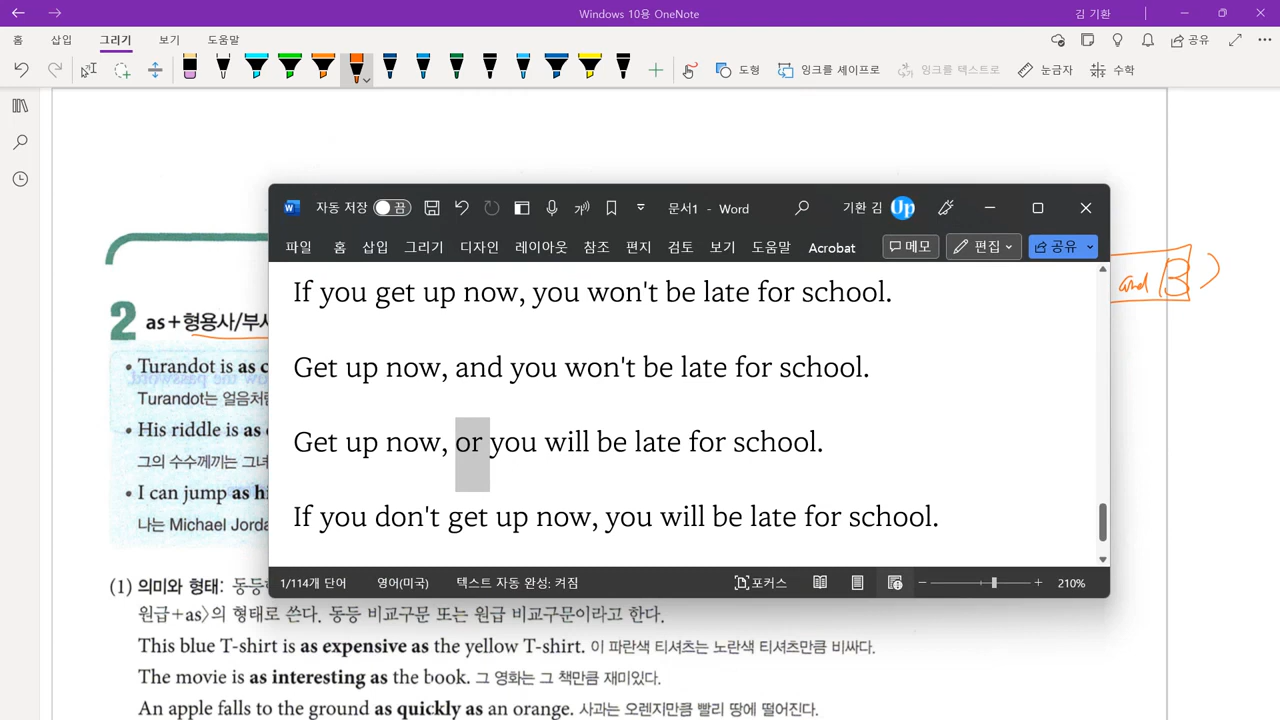 Windows 10용 OneNote
김 기환
홈 삽입 그리기 보기 도움말
공유
도형 잉크를 셰이프로 잉크를 텍스트로 눈금자 수학
자동 저장 끔 문서1 - Word 기환 김 Up
파일 홈 삽입 그리기 디자인 레이아웃 참조 편지 검토 보기 도움말 Acrobat 메모 편집 공유
If you get up now, you won't be late for school.
Get up now, and you won't be late for school.
Get up now, or you will be late for school.
If you don't get up now, you will be late for school.
1/114개 단어 영어(미국) 텍스트 자동 완성: 켜짐 포커스 210%
and B )
2 as+형용사/부사
• Turandot is as c
Turandot는 얼음처럼
• His riddle is as
그의 수수께끼는 그녀
• I can jump as hi
나는 Michael Jorda
(1) 의미와 형태: 동등한
원급+as〉의 형태로 쓴다. 동등 비교구문 또는 원급 비교구문이라고 한다.
This blue T-shirt is as expensive as the yellow T-shirt. 이 파란색 티셔츠는 노란색 티셔츠만큼 비싸다.
The movie is as interesting as the book. 그 영화는 그 책만큼 재미있다.
An apple falls to the ground as quickly as an orange. 사과는 오렌지만큼 빨리 땅에 떨어진다.